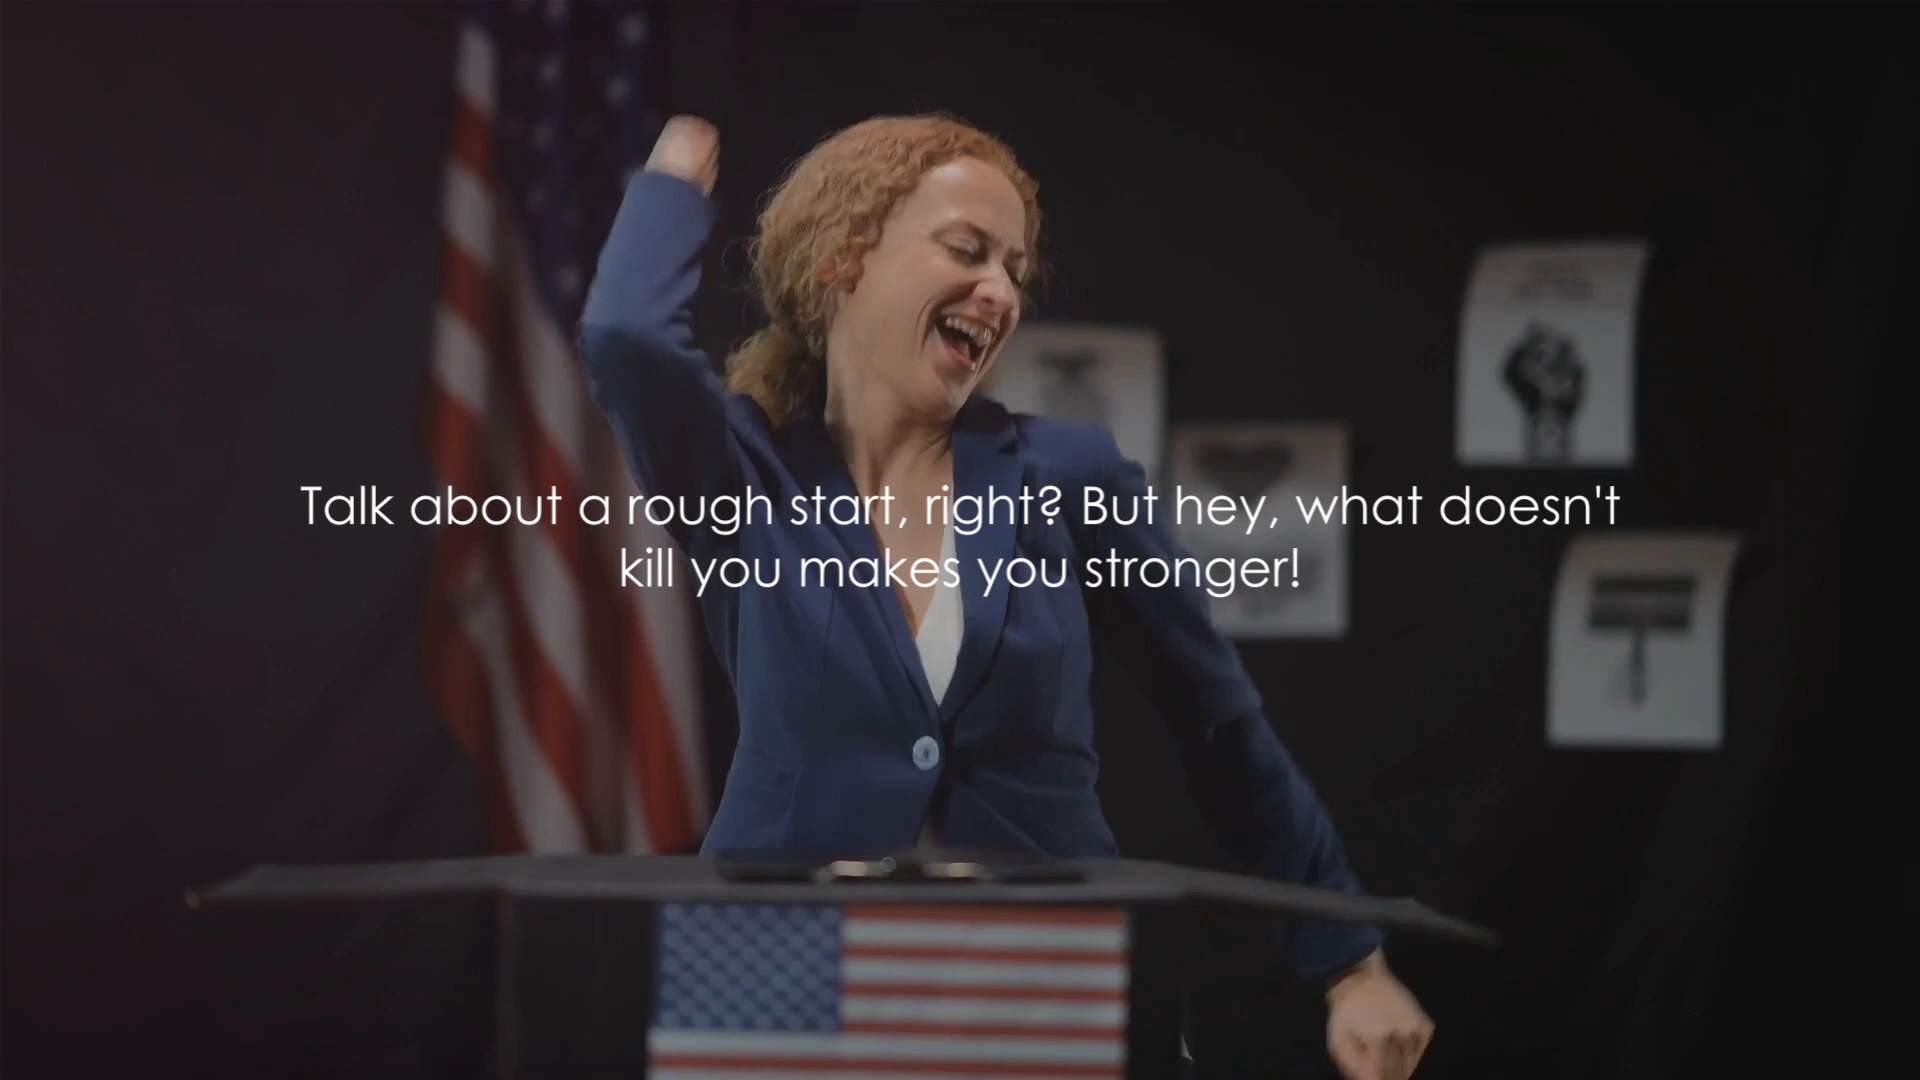 Talk about a rough start, right? But hey, what doesn't
kill you makes you stronger!